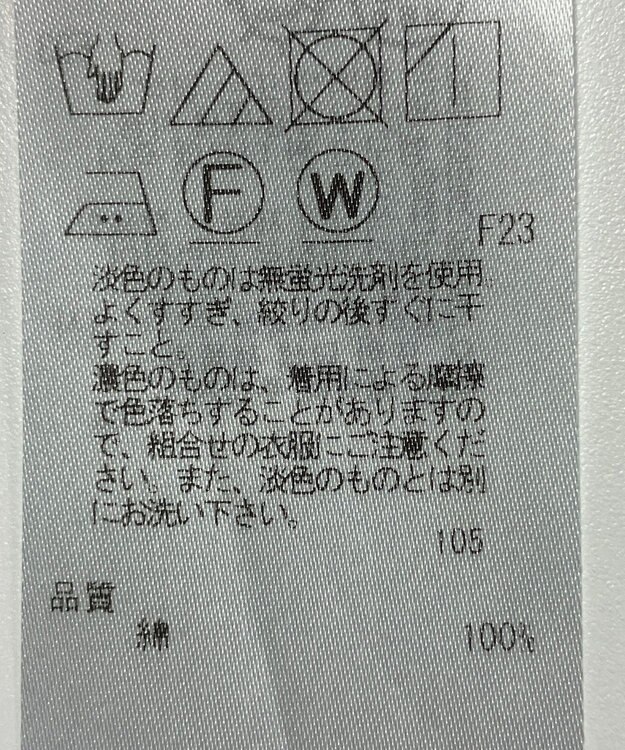 F
W
F23
淡色のものは無蛍光洗剤を使用
よくすすぎ、絞りの後すぐに干
すこと。
濃色のものは、着用による摩擦
で色落ちすることがありますの
で、組合せの衣服にご注意くだ
さい。また、淡色のものとは別
にお洗い下さい。
105
品質
綿 100%